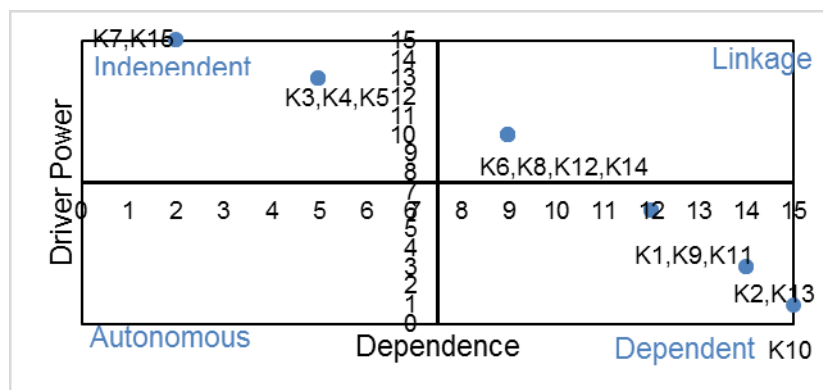 K7,K15
15
Independent
14
Linkage
13
K3,K4,K5
12
11
10
9
K6,K8,K12,K14
8
Driver Power
7
0 1 2 3 4 5 6 7 8 9 10 11 12 13 14 15
6
5
4
K1,K9,K11
3
2
K2,K13
1
0
Autonomous
Dependence
Dependent
K10